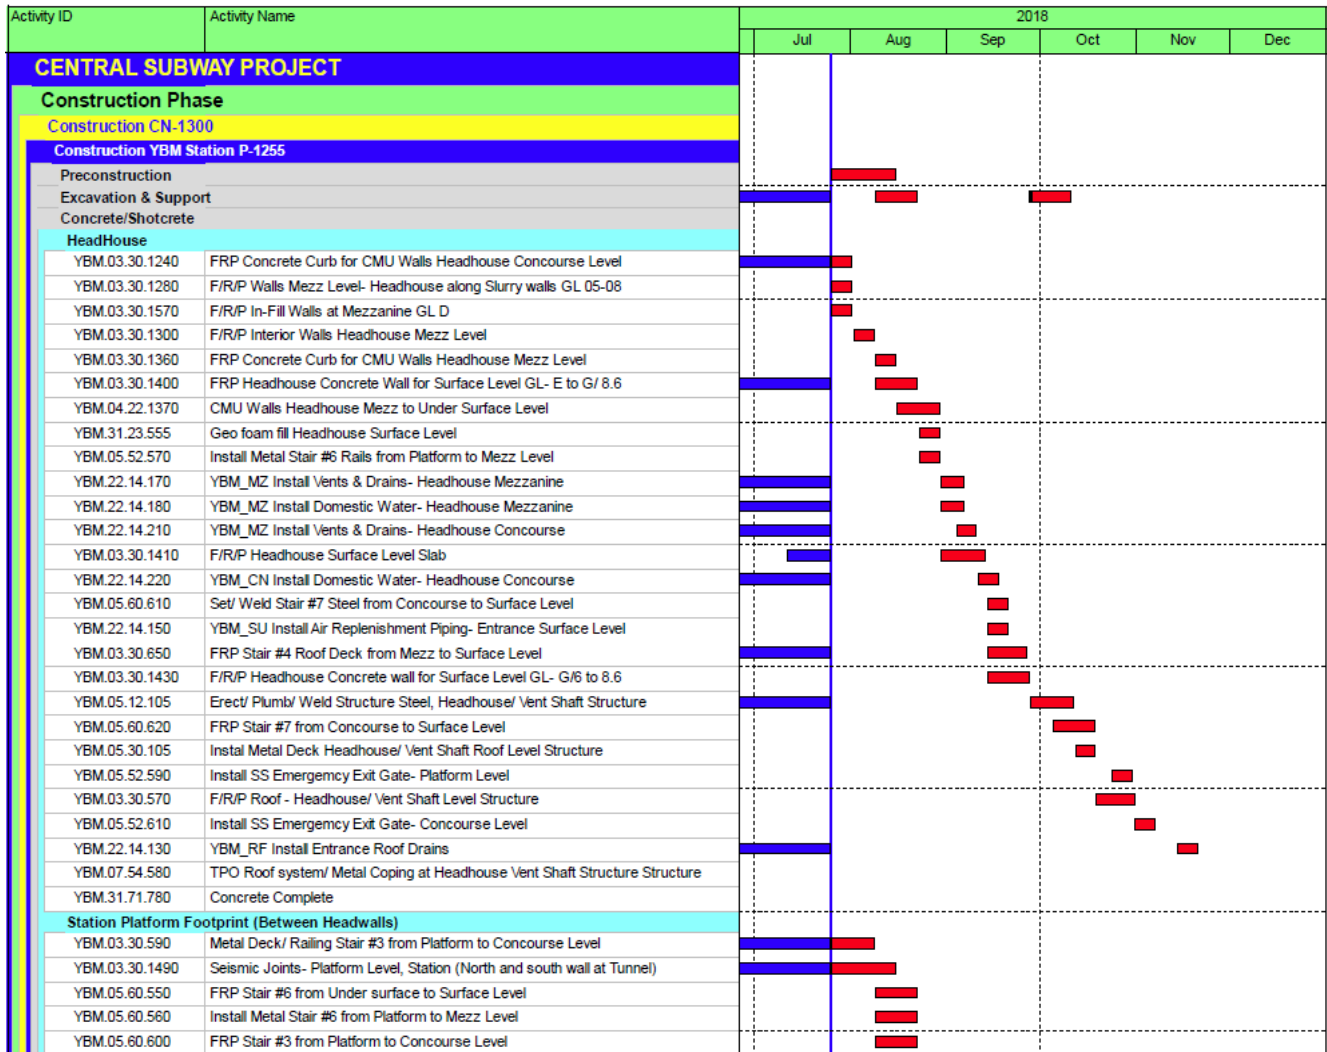 Activity ID Activity Name 2018
Jul Aug Sep Oct Nov Dec
CENTRAL SUBWAY PROJECT
Construction Phase
Construction CN-1300
Construction YBM Station P-1255
Preconstruction
Excavation & Support
Concrete/Shotcrete
HeadHouse
YBM.03.30.1240 FRP Concrete Curb for CMU Walls Headhouse Concourse Level
YBM.03.30.1280 F/R/P Walls Mezz Level- Headhouse along Slurry walls GL 05-08
YBM.03.30.1570 F/R/P In-Fill Walls at Mezzanine GL D
YBM.03.30.1300 F/R/P Interior Walls Headhouse Mezz Level
YBM.03.30.1360 FRP Concrete Curb for CMU Walls Headhouse Mezz Level
YBM.03.30.1400 FRP Headhouse Concrete Wall for Surface Level GL- E to G/ 8.6
YBM.04.22.1370 CMU Walls Headhouse Mezz to Under Surface Level
YBM.31.23.555 Geo foam fill Headhouse Surface Level
YBM.05.52.570 Install Metal Stair #6 Rails from Platform to Mezz Level
YBM.22.14.170 YBM_MZ Install Vents & Drains- Headhouse Mezzanine
YBM.22.14.180 YBM_MZ Install Domestic Water- Headhouse Mezzanine
YBM.22.14.210 YBM_MZ Install Vents & Drains- Headhouse Concourse
YBM.03.30.1410 F/R/P Headhouse Surface Level Slab
YBM.22.14.220 YBM_CN Install Domestic Water- Headhouse Concourse
YBM.05.60.610 Set/ Weld Stair #7 Steel from Concourse to Surface Level
YBM.22.14.150 YBM_SU Install Air Replenishment Piping- Entrance Surface Level
YBM.03.30.650 FRP Stair #4 Roof Deck from Mezz to Surface Level
YBM.03.30.1430 F/R/P Headhouse Concrete wall for Surface Level GL- G/6 to 8.6
YBM.05.12.105 Erect/ Plumb/ Weld Structure Steel, Headhouse/ Vent Shaft Structure
YBM.05.60.620 FRP Stair #7 from Concourse to Surface Level
YBM.05.30.105 Instal Metal Deck Headhouse/ Vent Shaft Roof Level Structure
YBM.05.52.590 Install SS Emergemcy Exit Gate- Platform Level
YBM.03.30.570 F/R/P Roof - Headhouse/ Vent Shaft Level Structure
YBM.05.52.610 Install SS Emergemcy Exit Gate- Concourse Level
YBM.22.14.130 YBM_RF Install Entrance Roof Drains
YBM.07.54.580 TPO Roof system/ Metal Coping at Headhouse Vent Shaft Structure Structure
YBM.31.71.780 Concrete Complete
Station Platform Footprint (Between Headwalls)
YBM.03.30.590 Metal Deck/ Railing Stair #3 from Platform to Concourse Level
YBM.03.30.1490 Seismic Joints- Platform Level, Station (North and south wall at Tunnel)
YBM.05.60.550 FRP Stair #6 from Under surface to Surface Level
YBM.05.60.560 Install Metal Stair #6 from Platform to Mezz Level
YBM.05.60.600 FRP Stair #3 from Platform to Concourse Level